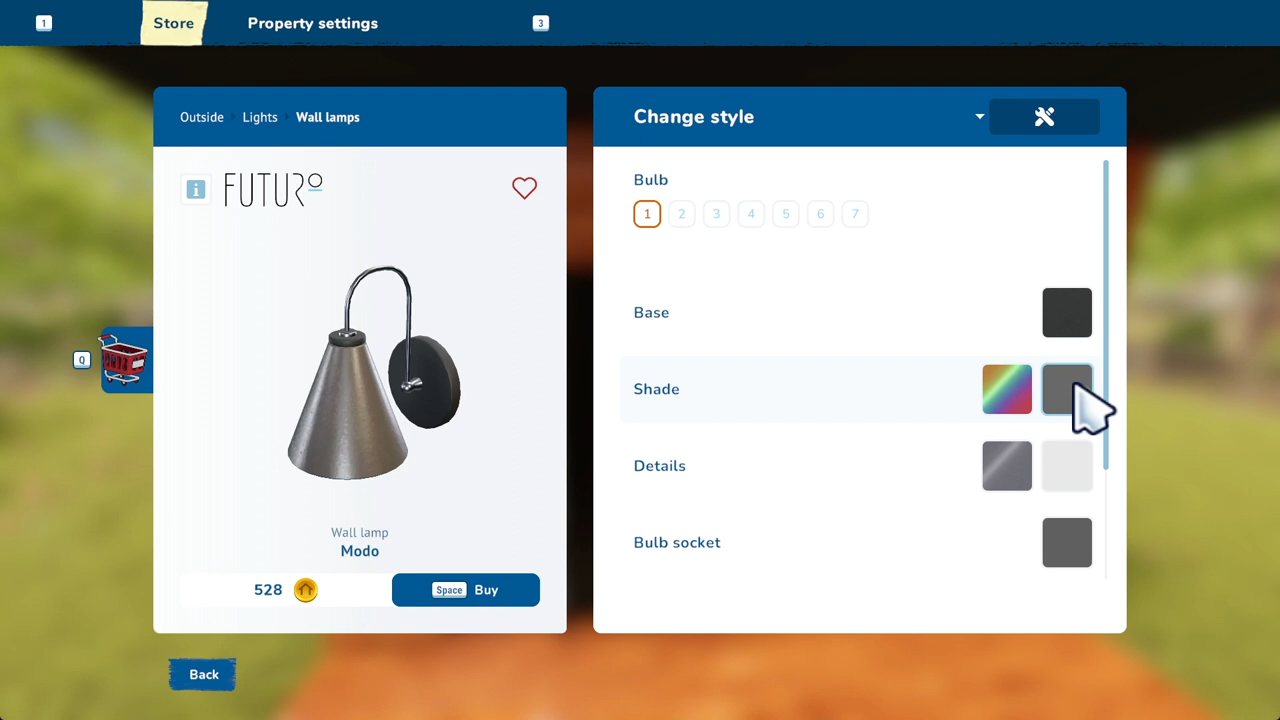 1
Store
Property settings
3
Outside
Lights
Wall lamps
Change style
i
FUTURO
Bulb
1 2 3 4 5 6 7
Base
Q
Shade
Details
Wall lamp
Modo
Bulb socket
528
Space Buy
Back